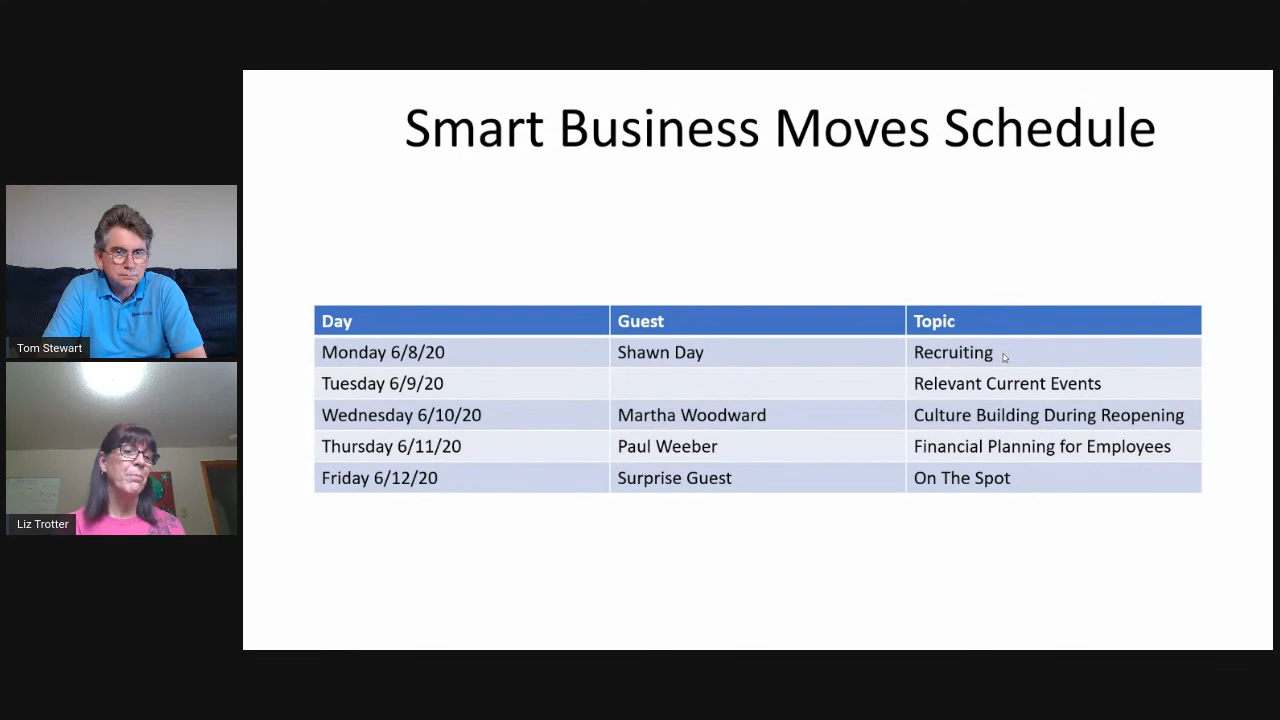 Smart Business Moves Schedule
Day Guest Topic
Monday 6/8/20 Shawn Day Recruiting
Tuesday 6/9/20 Relevant Current Events
Wednesday 6/10/20 Martha Woodward Culture Building During Reopening
Thursday 6/11/20 Paul Weeber Financial Planning for Employees
Friday 6/12/20 Surprise Guest On The Spot
Tom Stewart
Liz Trotter